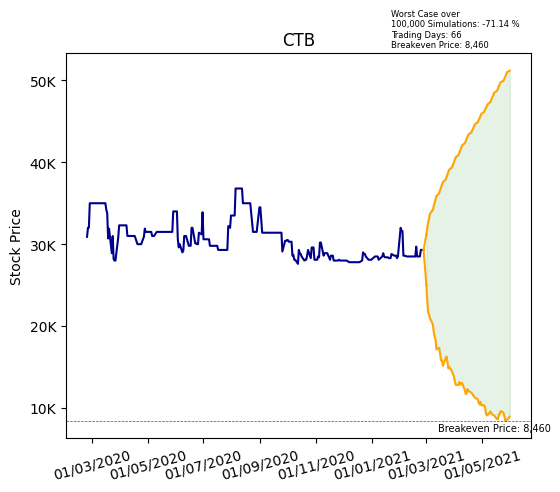 Worst Case over
100,000 Simulations: -71.14 %
Trading Days: 66
Breakeven Price: 8,460
CTB
50K
40K
30K
20K
10K
Stock Price
Breakeven Price: 8,460
01/03/2020
01/05/2020
01/07/2020
01/09/2020
01/11/2020
01/01/2021
01/03/2021
01/05/2021